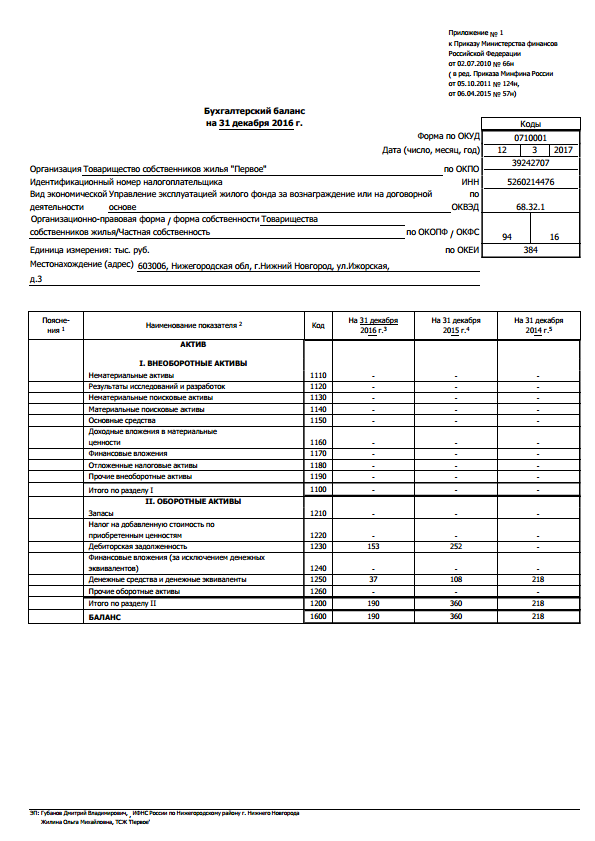 Приложение № 1
к Приказу Министерства финансов
Российской Федерации
от 02.07.2010 № 66н
( в ред. Приказа Минфина России
от 05.10.2011 № 124н,
от 06.04.2015 № 57н)
Бухгалтерский баланс
на 31 декабря 2016 г.
Коды
Форма по ОКУД 0710001
Дата (число, месяц, год) 12 3 2017
Организация Товарищество собственников жилья "Первое" по ОКПО 39242707
Идентификационный номер налогоплательщика ИНН 5260214476
Вид экономической Управление эксплуатацией жилого фонда за вознаграждение или на договорной по
деятельности основе ОКВЭД 68.32.1
Организационно-правовая форма / форма собственности Товарищества
собственников жилья/Частная собственность по ОКОПФ / ОКФС 94 16
Единица измерения: тыс. руб. по ОКЕИ 384
Местонахождение (адрес) 603006, Нижегородская обл, г.Нижний Новгород, ул.Ижорская,
д.3
Поясне- На 31 декабря На 31 декабря На 31 декабря
ния 1 Наименование показателя 2 Код 2016 г.3 2015 г.4 2014 г.5
АКТИВ
I. ВНЕОБОРОТНЫЕ АКТИВЫ
Нематериальные активы 1110 - - -
Результаты исследований и разработок 1120 - - -
Нематериальные поисковые активы 1130 - - -
Материальные поисковые активы 1140 - - -
Основные средства 1150 - - -
Доходные вложения в материальные
ценности 1160 - - -
Финансовые вложения 1170 - - -
Отложенные налоговые активы 1180 - - -
Прочие внеоборотные активы 1190 - - -
Итого по разделу I 1100 - - -
II. ОБОРОТНЫЕ АКТИВЫ
Запасы 1210 - - -
Налог на добавленную стоимость по
приобретенным ценностям 1220 - - -
Дебиторская задолженность 1230 153 252 -
Финансовые вложения (за исключением денежных
эквивалентов) 1240 - - -
Денежные средства и денежные эквиваленты 1250 37 108 218
Прочие оборотные активы 1260 - - -
Итого по разделу II 1200 190 360 218
БАЛАНС 1600 190 360 218
ЭП: Губанов Дмитрий Владимирович, , ИФНС России по Нижегородскому району г. Нижнего Новгорода
Жилина Ольга Михайловна, ТСЖ "Первое"